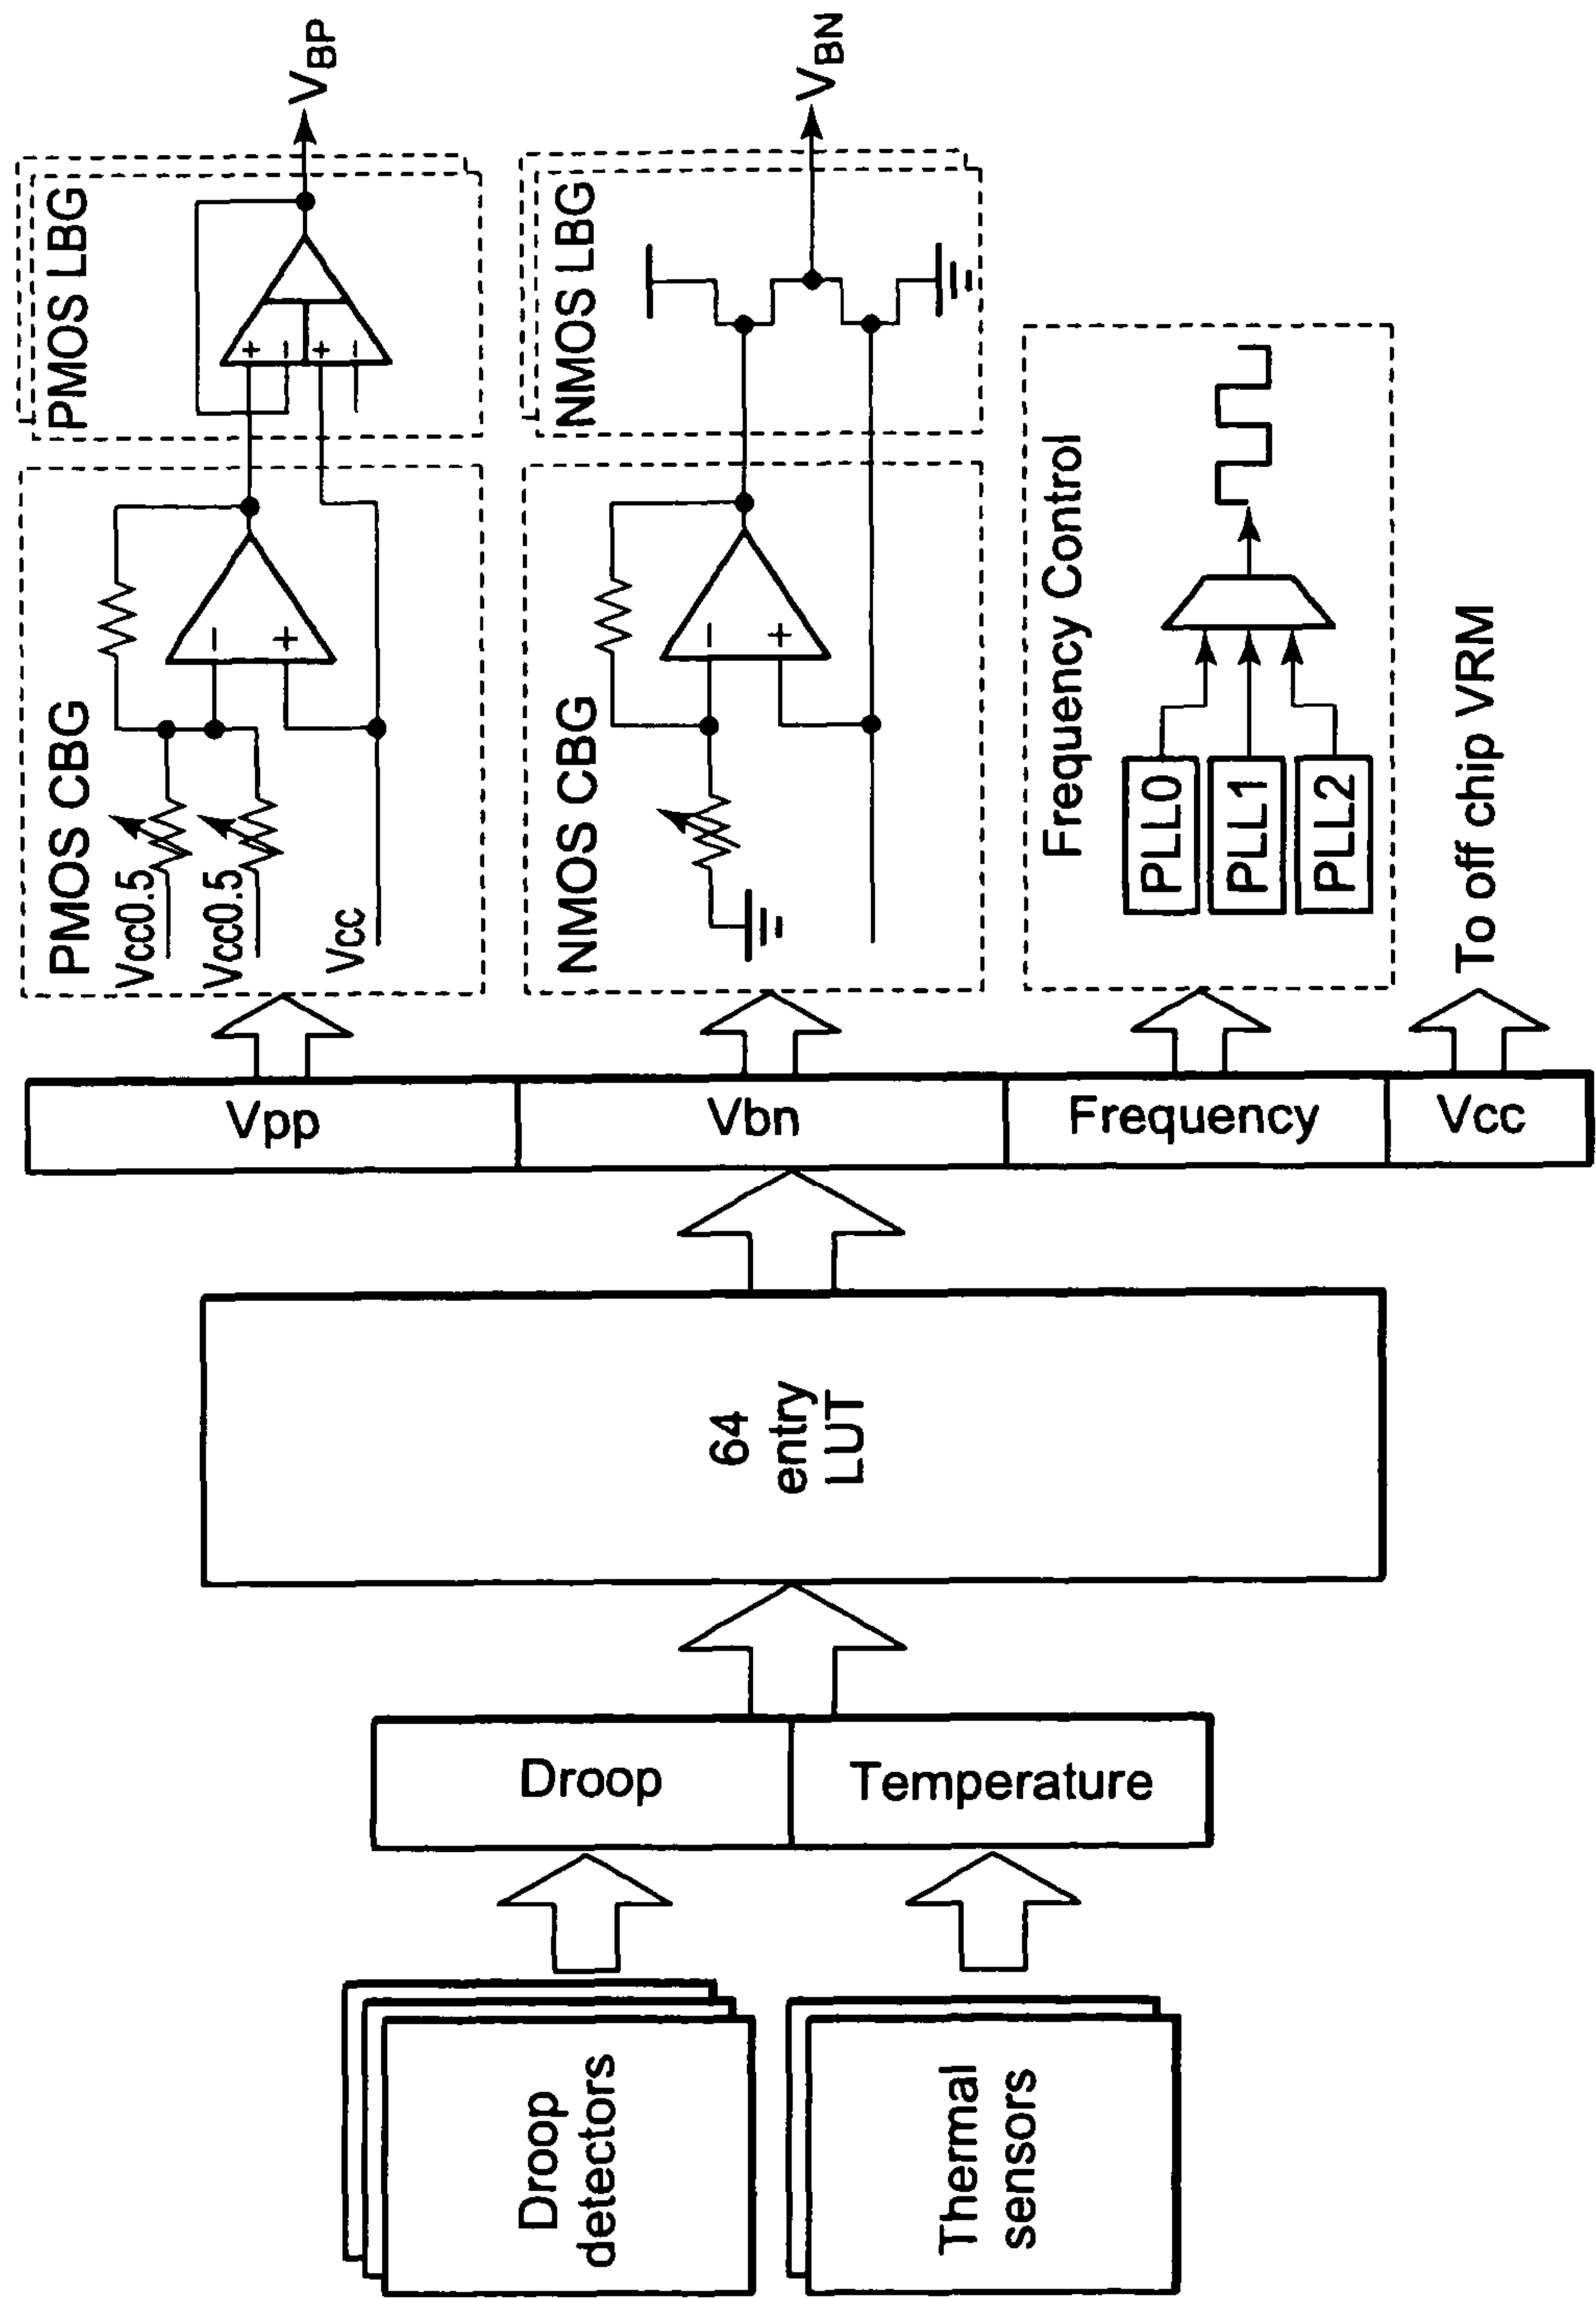 Droop
detectors
Thermal
sensors
Droop
Temperature
64
entry
LUT
Vpp
Vbn
Frequency
Vcc
PMOS CBG
Vcc0.5
Vcc0.5
Vcc
−
+
PMOS LBG
+
−
+
−
VBP
NMOS CBG
−
+
NMOS LBG
VBN
Frequency Control
PLL0
PLL1
PLL2
To off chip VRM